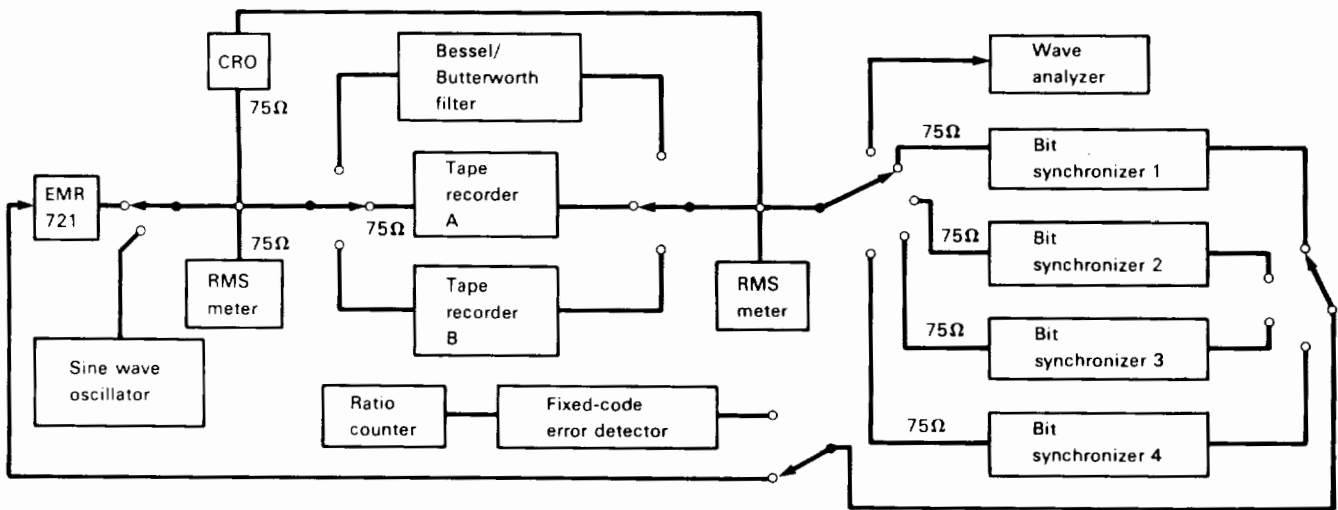 CRO
75Ω
Bessel/
Butterworth
filter
Wave
analyzer
75Ω
Bit
synchronizer 1
EMR
721
Tape
recorder
A
75Ω
75Ω
RMS
meter
75Ω
Bit
synchronizer 2
Tape
recorder
B
RMS
meter
75Ω
Bit
synchronizer 3
Sine wave
oscillator
Ratio
counter
Fixed-code
error detector
75Ω
Bit
synchronizer 4